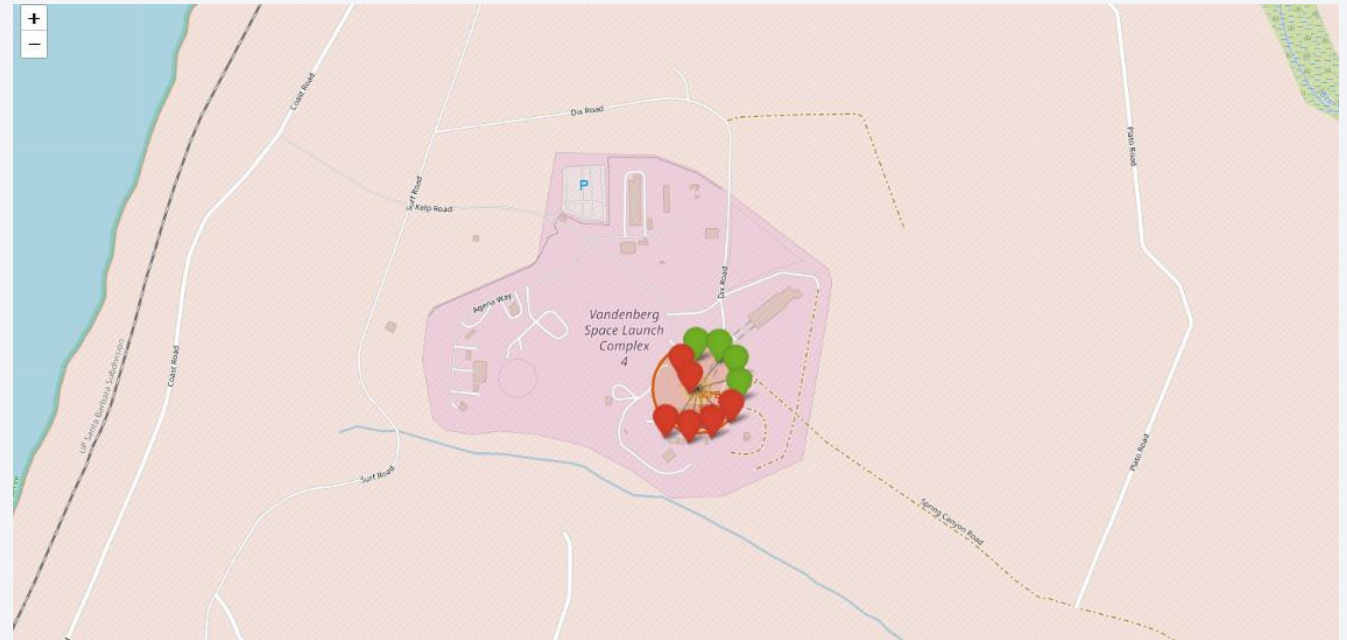 +
−
Coast Road
Dix Road
Plato Road
P
Surf Road
Kelp Road
Dix Road
Agena Way
Vandenberg
Space Launch
Complex
4
Coast Road
UP Santa Barbara Subdivision
Surf Road
Plato Road
Spring Canyon Road